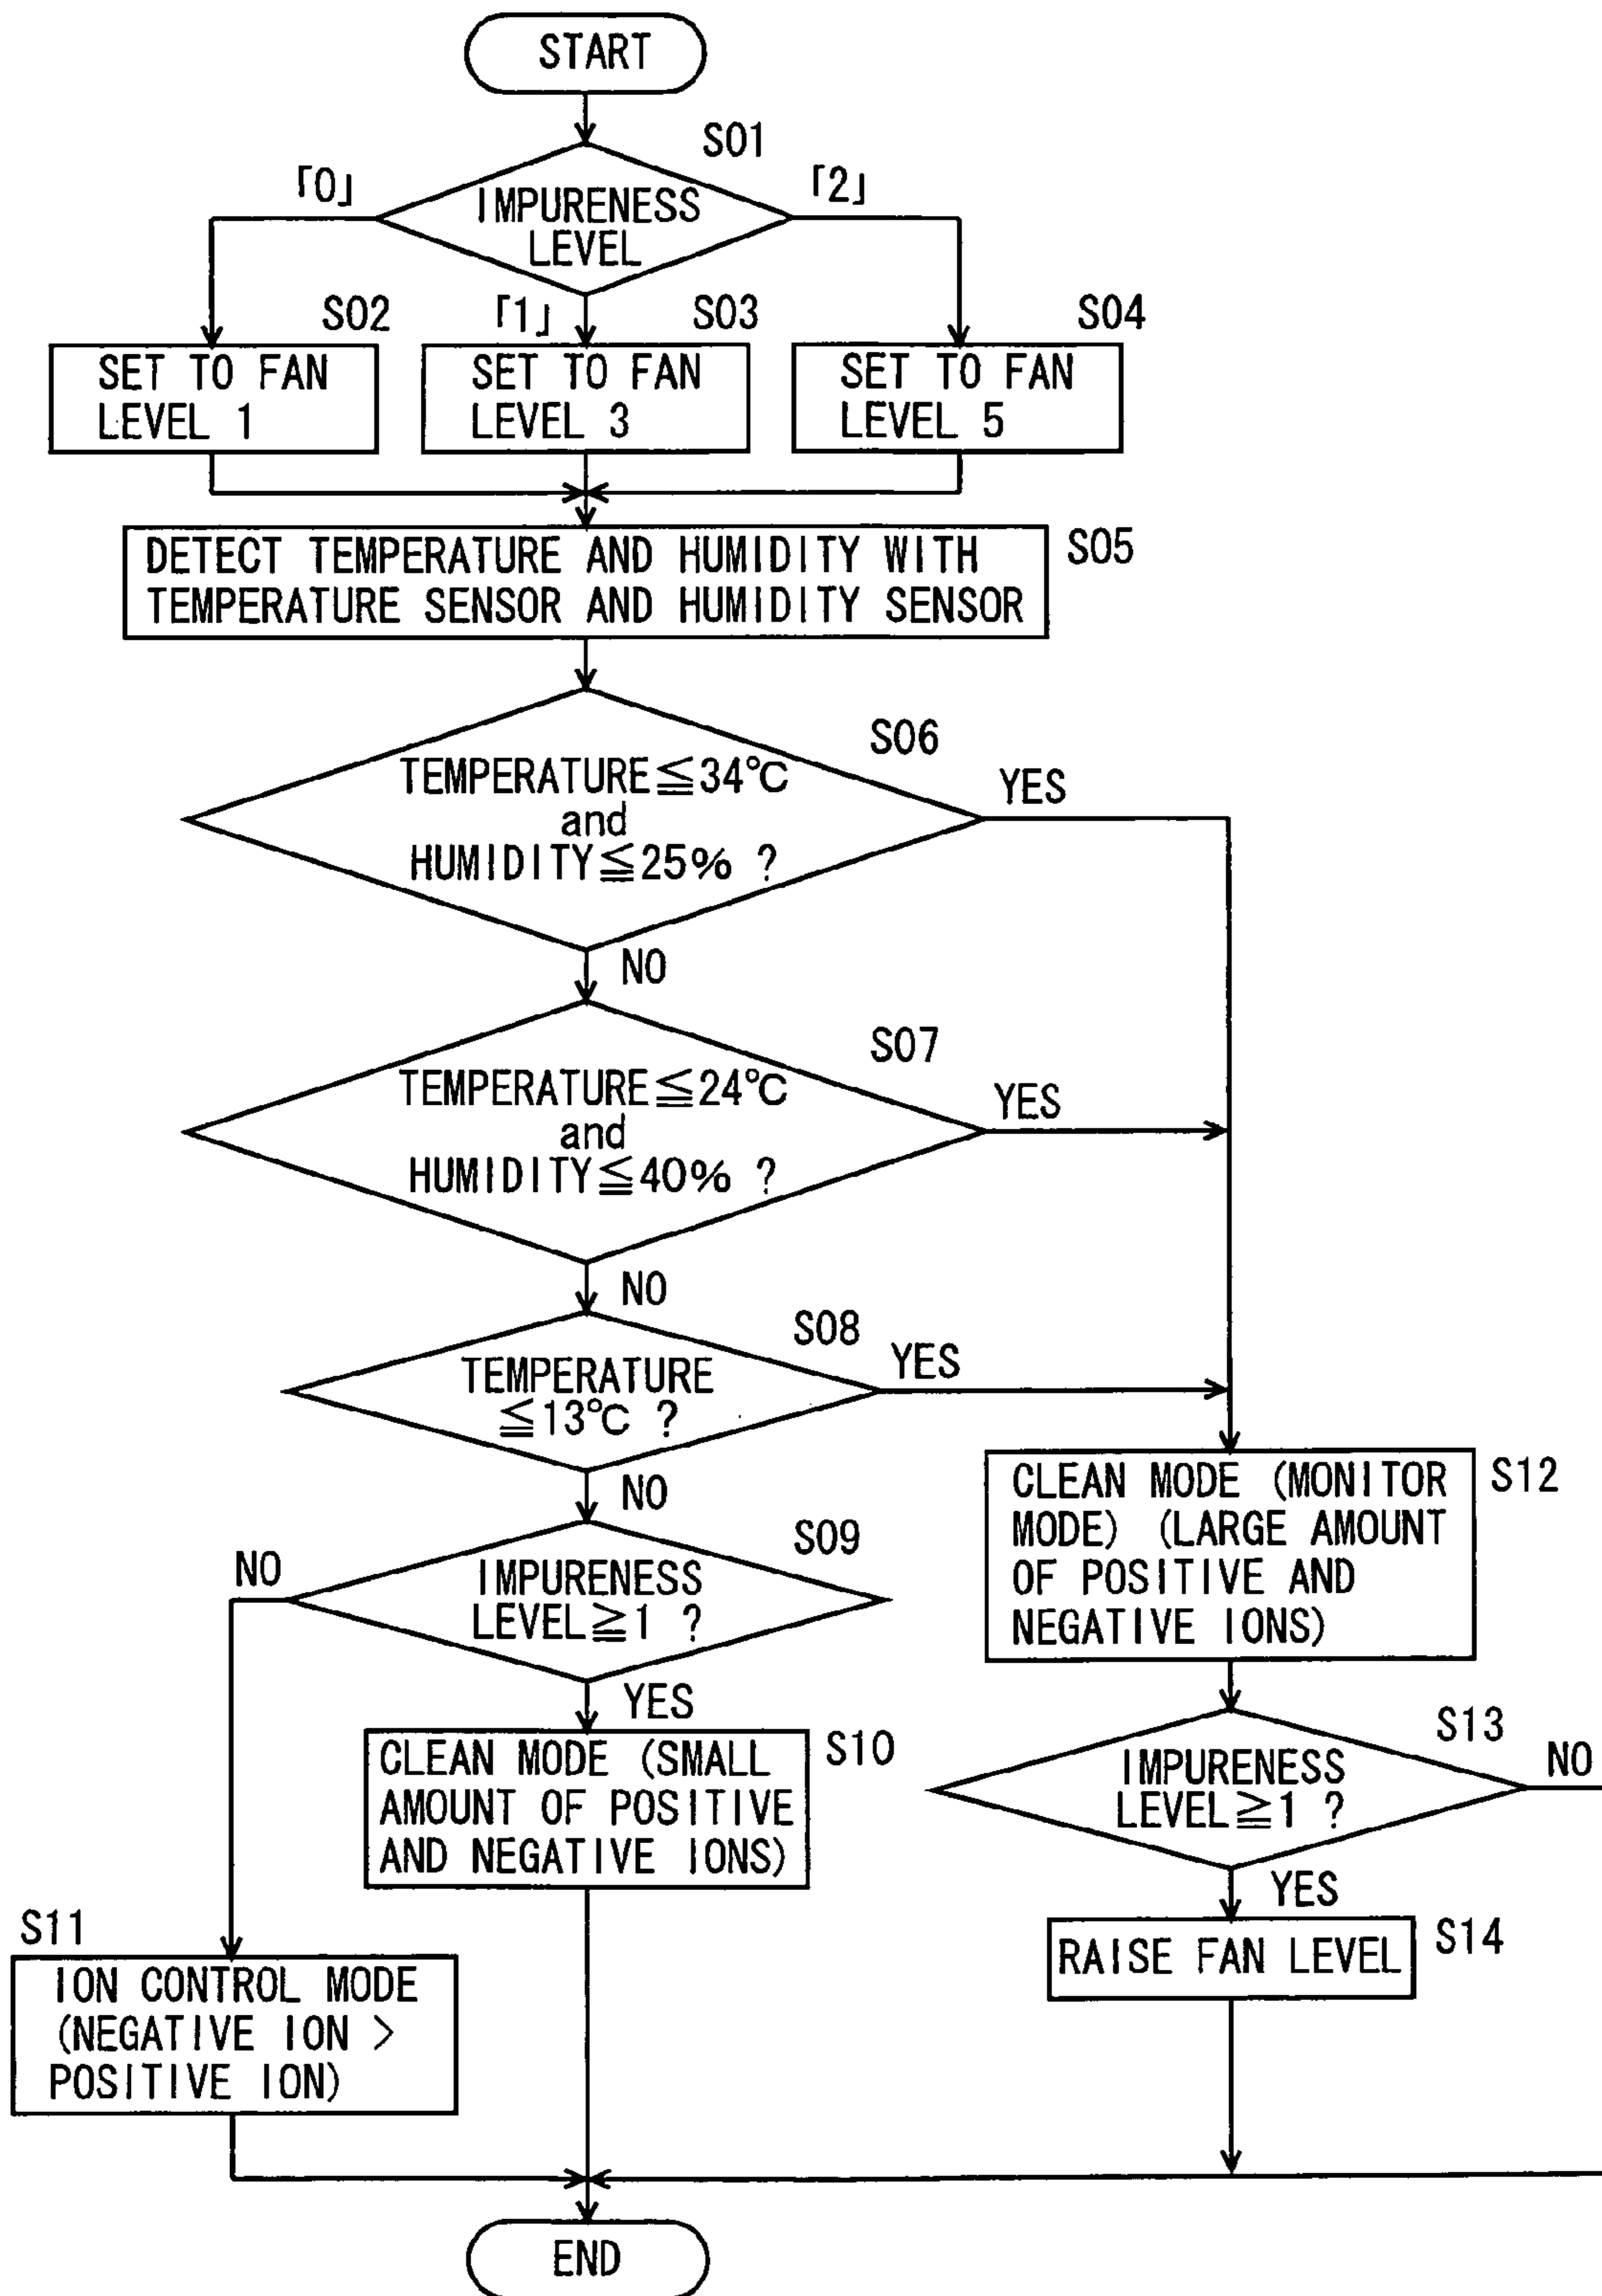 START
S01
「0」
「2」
IMPURENESS
LEVEL
S02
「1」
S03
S04
SET TO FAN
LEVEL 1
SET TO FAN
LEVEL 3
SET TO FAN
LEVEL 5
DETECT TEMPERATURE AND HUMIDITY WITH
TEMPERATURE SENSOR AND HUMIDITY SENSOR
S05
S06
TEMPERATURE≦34℃
and
HUMIDITY≦25% ?
YES
NO
S07
TEMPERATURE≦24℃
and
HUMIDITY≦40% ?
YES
NO
S08
TEMPERATURE
≦13℃ ?
YES
NO
S09
IMPURENESS
LEVEL≧1 ?
NO
YES
S12
CLEAN MODE (MONITOR
MODE) (LARGE AMOUNT
OF POSITIVE AND
NEGATIVE IONS)
S10
CLEAN MODE (SMALL
AMOUNT OF POSITIVE
AND NEGATIVE IONS)
S13
IMPURENESS
LEVEL≧1 ?
NO
YES
S11
ION CONTROL MODE
(NEGATIVE ION >
POSITIVE ION)
S14
RAISE FAN LEVEL
END